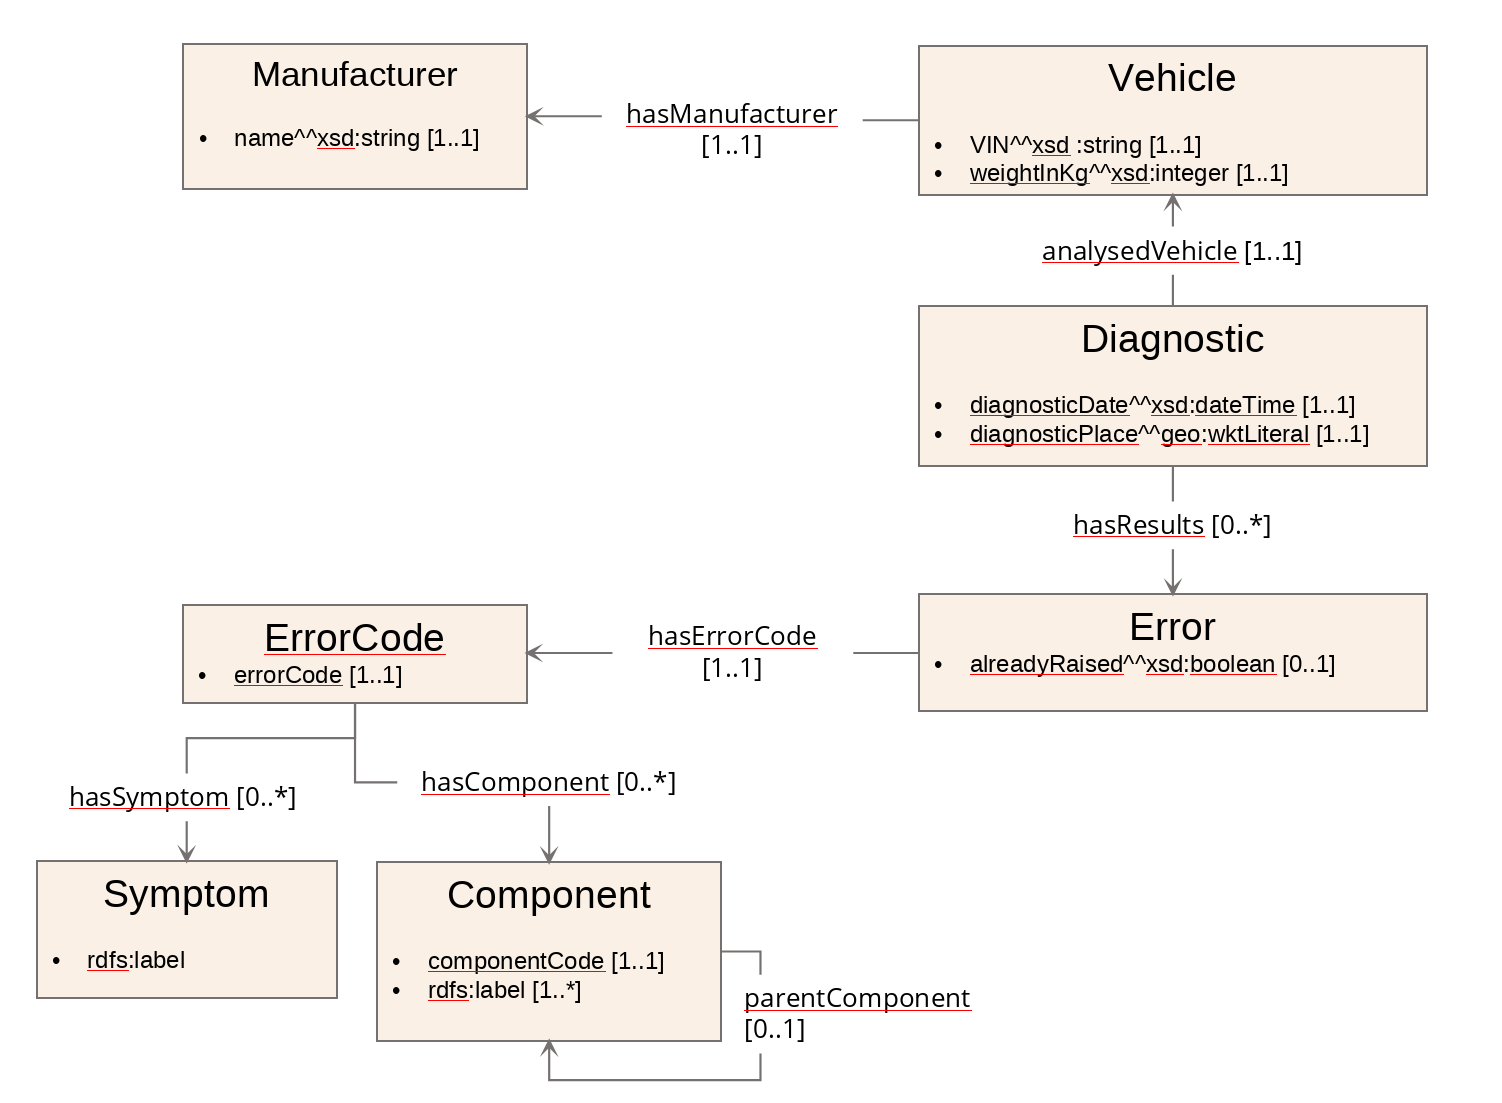 Manufacturer
• name^^xsd:string [1..1]
hasManufacturer
[1..1]
Vehicle
• VIN^^xsd :string [1..1]
• weightInKg^^xsd:integer [1..1]
analysedVehicle [1..1]
Diagnostic
• diagnosticDate^^xsd:dateTime [1..1]
• diagnosticPlace^^geo:wktLiteral [1..1]
hasResults [0..*]
ErrorCode
• errorCode [1..1]
hasErrorCode
[1..1]
Error
• alreadyRaised^^xsd:boolean [0..1]
hasSymptom [0..*]
hasComponent [0..*]
Symptom
• rdfs:label
Component
• componentCode [1..1]
• rdfs:label [1..*]
parentComponent
[0..1]